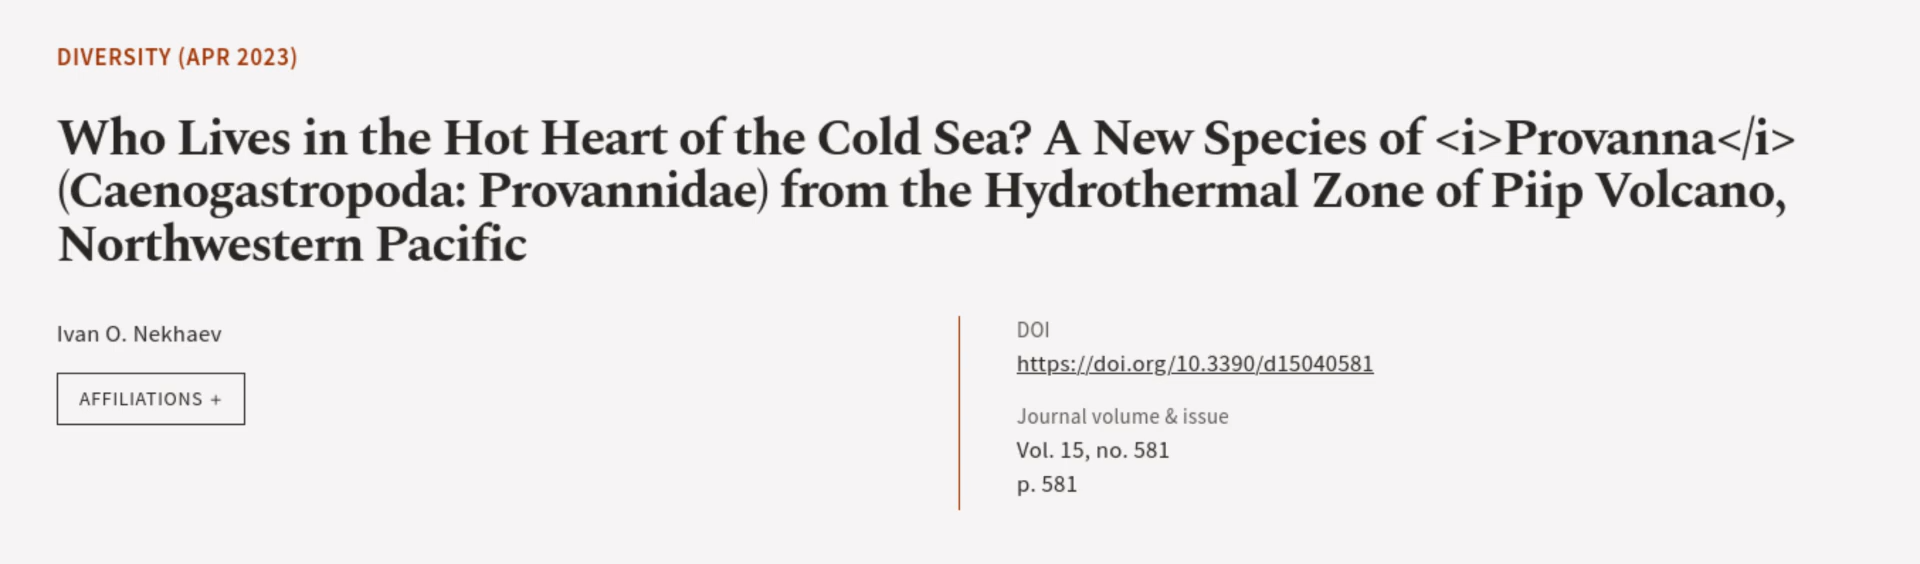 DIVERSITY (APR 2023)
Who Lives in the Hot Heart of the Cold Sea? A New Species of <i>Provanna</i>
(Caenogastropoda: Provannidae) from the Hydrothermal Zone of Piip Volcano,
Northwestern Pacific
Ivan O. Nekhaev
AFFILIATIONS +
DOI
https://doi.org/10.3390/d15040581
Journal volume & issue
Vol. 15, no. 581
p. 581